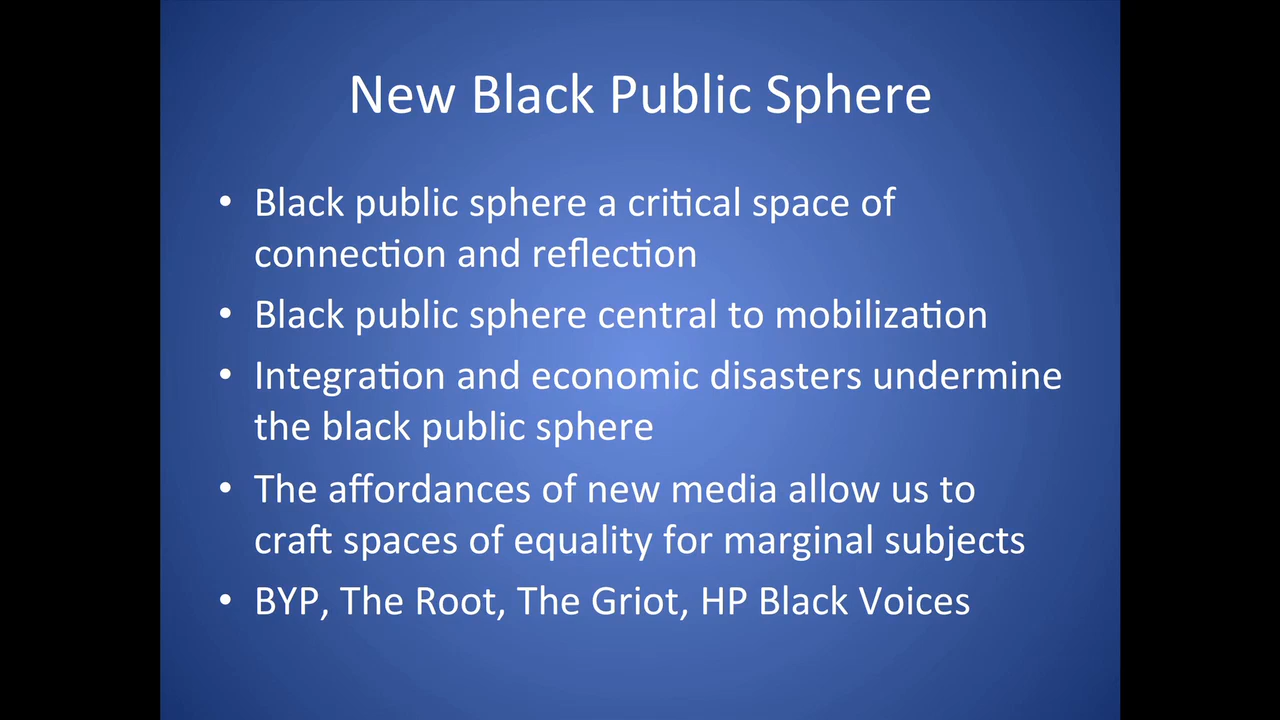 New Black Public Sphere
• Black public sphere a critical space of
connection and reflection
• Black public sphere central to mobilization
• Integration and economic disasters undermine
the black public sphere
• The affordances of new media allow us to
craft spaces of equality for marginal subjects
• BYP, The Root, The Griot, HP Black Voices